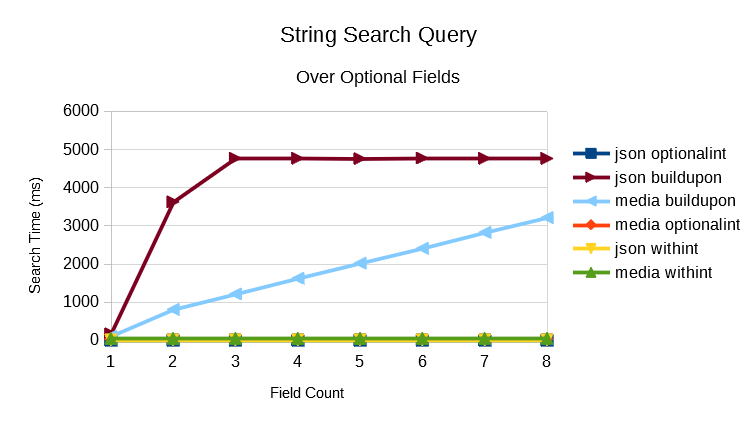 String Search Query
Over Optional Fields
6000
5000
4000
3000
2000
1000
0
Search Time (ms)
1 2 3 4 5 6 7 8
Field Count
json optionalint
json buildupon
media buildupon
media optionalint
json withint
media withint